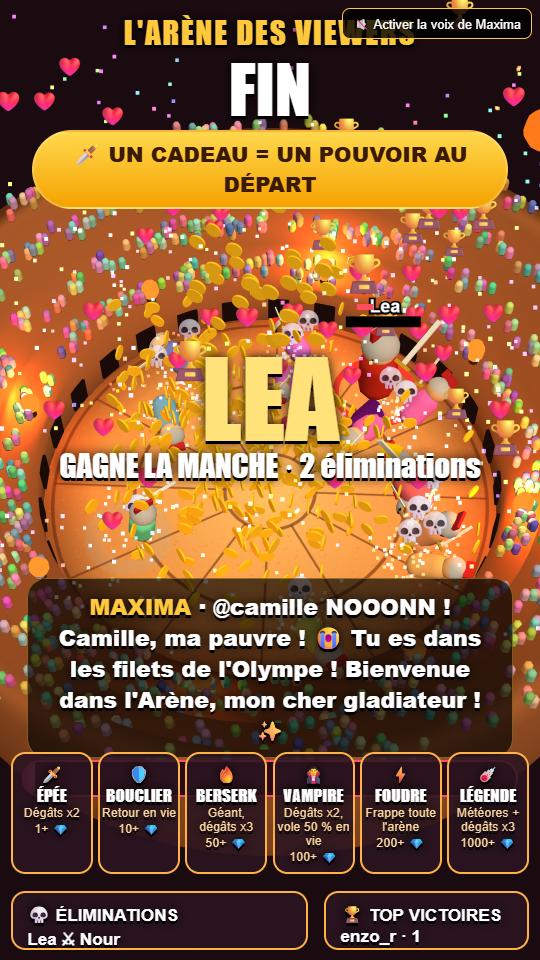 L'ARÈNE DES VIEWERS
Activer la voix de Maxima
FIN
UN CADEAU = UN POUVOIR AU
DÉPART
Lea
LEA
GAGNE LA MANCHE · 2 éliminations
MAXIMA · @camille NOOONN !
Camille, ma pauvre ! 😭 Tu es dans
les filets de l'Olympe ! Bienvenue
dans l'Arène, mon cher gladiateur !
✨
ÉPÉE
Dégâts x2
1+ 💎
BOUCLIER
Retour en vie
10+ 💎
BERSERK
Géant,
dégâts x3
50+ 💎
VAMPIRE
Dégâts x2,
vole 50 % en
vie
100+ 💎
FOUDRE
Frappe toute
l'arène
200+ 💎
LÉGENDE
Météores +
dégâts x3
1000+ 💎
💀 ÉLIMINATIONS
Lea ⚔ Nour
🏆 TOP VICTOIRES
enzo_r · 1